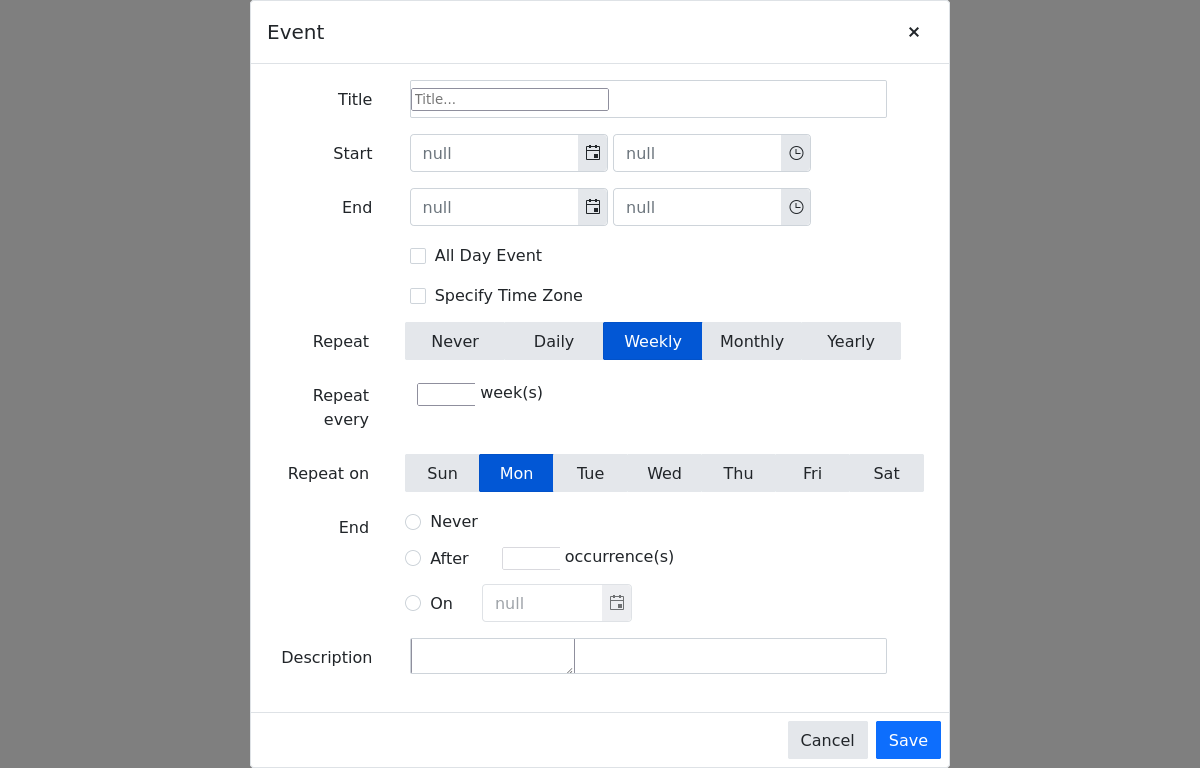 Event
Title
Title...
Start
null
null
End
null
null
All Day Event
Specify Time Zone
Repeat
Never Daily Weekly Monthly Yearly
Repeat
every
week(s)
Repeat on
Sun Mon Tue Wed Thu Fri Sat
End
Never
After
occurrence(s)
On
null
Description
Cancel Save